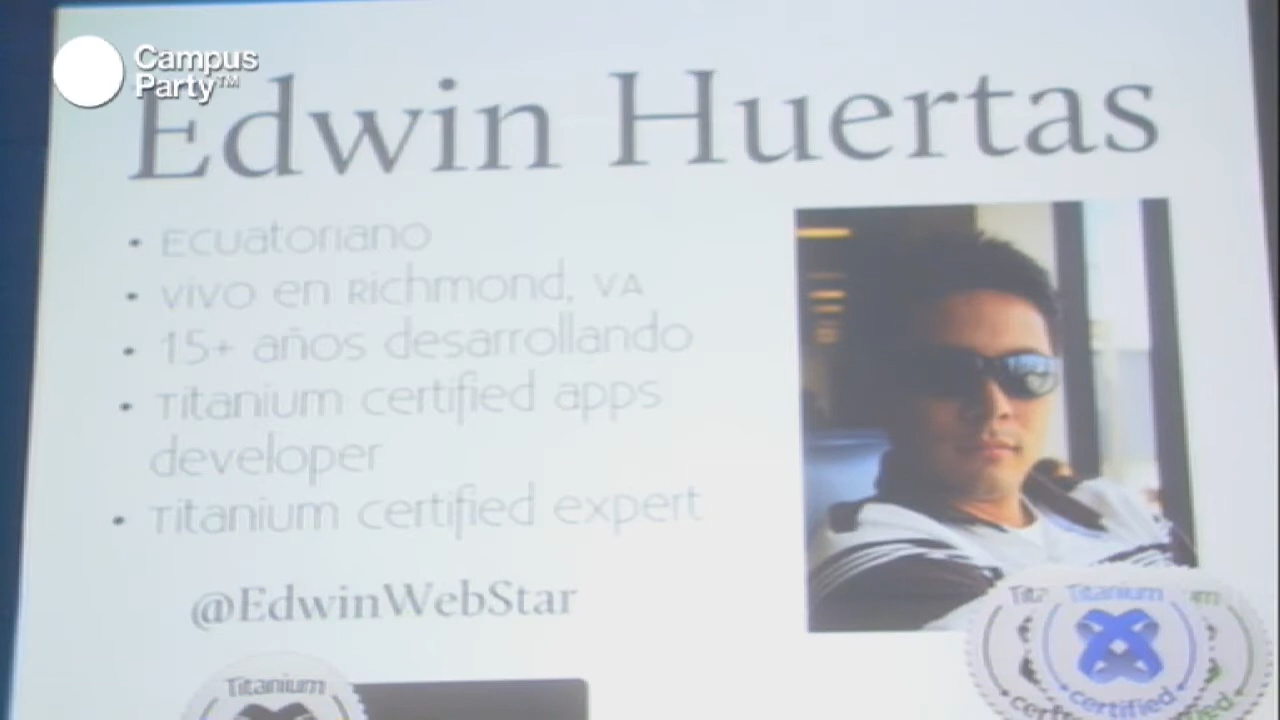 Campus
Party™
Edwin Huertas
• Ecuatoriano
• vivo en Richmond, VA
• 15+ años desarrollando
• Titanium certified apps
developer
• Titanium certified expert
@EdwinWebStar
Titanium
Titanium
certified